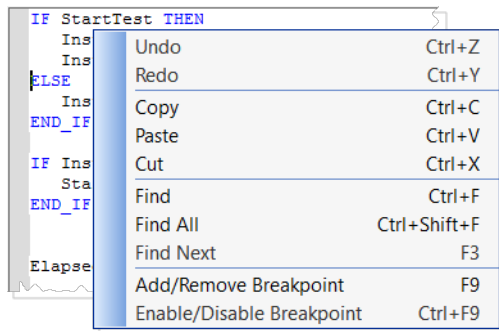 IF StartTest THEN
Ins
Ins
ELSE
Ins
END_IF
IF Ins
Sta
END_IF
Elapse
Undo Ctrl+Z
Redo Ctrl+Y
Copy Ctrl+C
Paste Ctrl+V
Cut Ctrl+X
Find Ctrl+F
Find All Ctrl+Shift+F
Find Next F3
Add/Remove Breakpoint F9
Enable/Disable Breakpoint Ctrl+F9